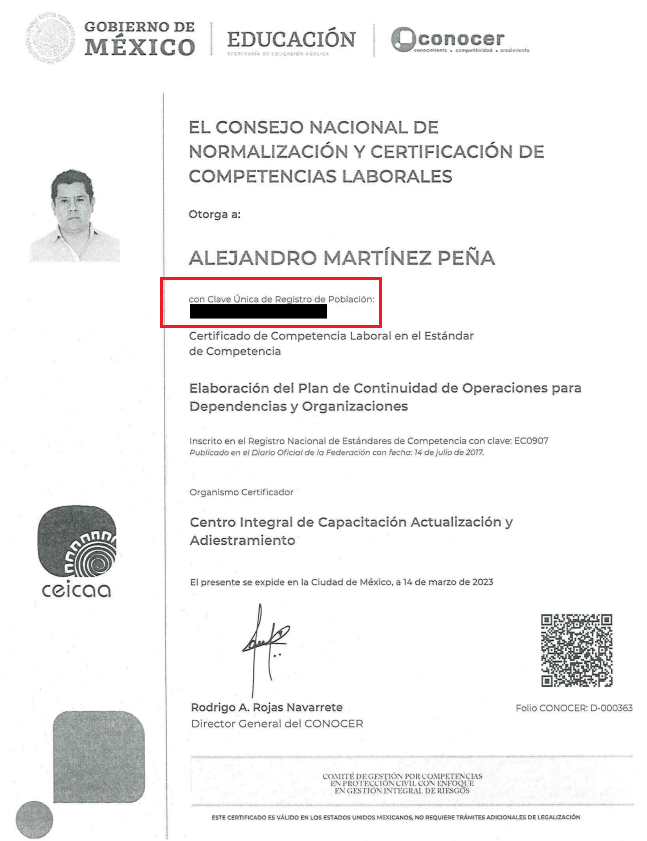 GOBIERNO DE
MÉXICO
EDUCACIÓN
SECRETARÍA DE EDUCACIÓN PÚBLICA
conocer
conocimiento • competitividad • crecimiento
EL CONSEJO NACIONAL DE
NORMALIZACIÓN Y CERTIFICACIÓN DE
COMPETENCIAS LABORALES
Otorga a:
ALEJANDRO MARTÍNEZ PEÑA
con Clave Única de Registro de Población:
Certificado de Competencia Laboral en el Estándar
de Competencia
Elaboración del Plan de Continuidad de Operaciones para
Dependencias y Organizaciones
Inscrito en el Registro Nacional de Estándares de Competencia con clave: EC0907
Publicado en el Diario Oficial de la Federación con fecha: 14 de julio de 2017.
Organismo Certificador
Centro Integral de Capacitación Actualización y
Adiestramiento
ceicaa
El presente se expide en la Ciudad de México, a 14 de marzo de 2023
Rodrigo A. Rojas Navarrete
Director General del CONOCER
Folio CONOCER: D-000363
COMITÉ DE GESTIÓN POR COMPETENCIAS
EN PROTECCIÓN CIVIL CON ENFOQUE
EN GESTIÓN INTEGRAL DE RIESGOS
ESTE CERTIFICADO ES VÁLIDO EN LOS ESTADOS UNIDOS MEXICANOS, NO REQUIERE TRÁMITES ADICIONALES DE LEGALIZACIÓN